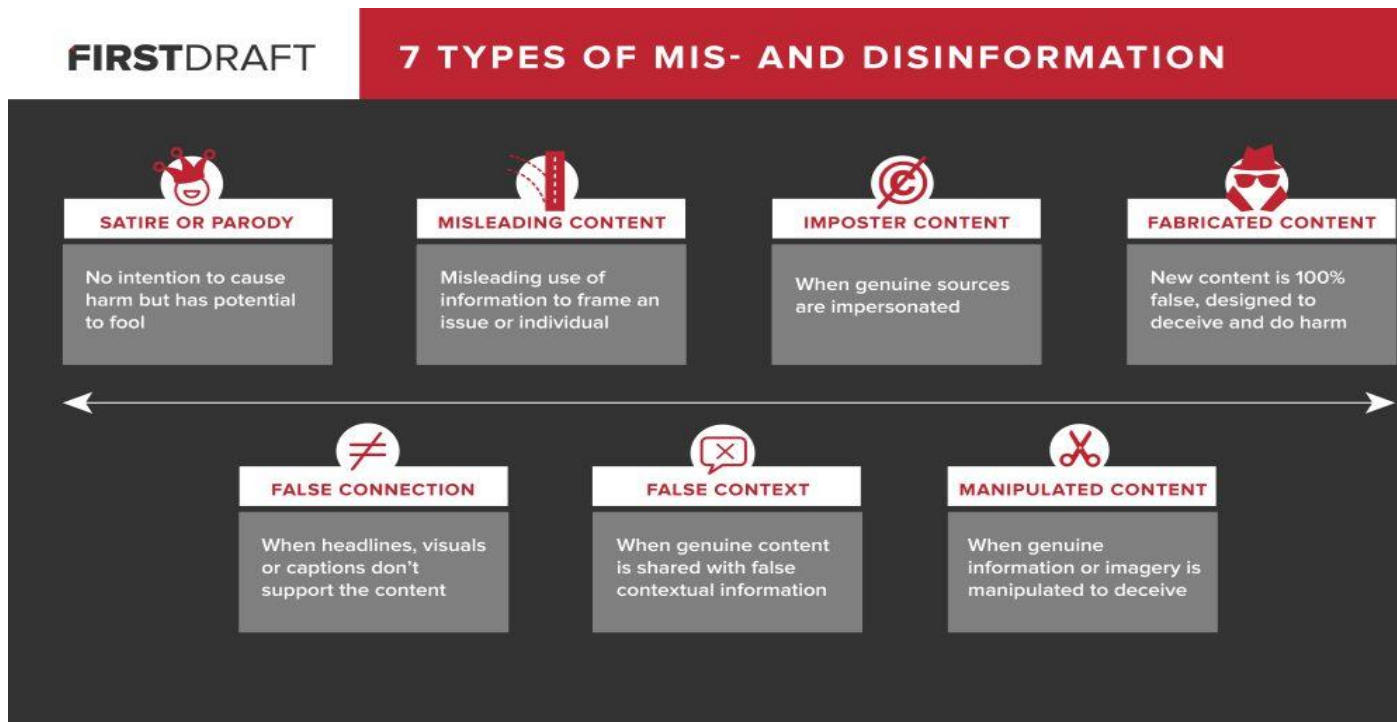 FIRSTDRAFT
7 TYPES OF MIS- AND DISINFORMATION
SATIRE OR PARODY
No intention to cause
harm but has potential
to fool
MISLEADING CONTENT
Misleading use of
information to frame an
issue or individual
IMPOSTER CONTENT
When genuine sources
are impersonated
FABRICATED CONTENT
New content is 100%
false, designed to
deceive and do harm
FALSE CONNECTION
When headlines, visuals
or captions don’t
support the content
FALSE CONTEXT
When genuine content
is shared with false
contextual information
MANIPULATED CONTENT
When genuine
information or imagery is
manipulated to deceive